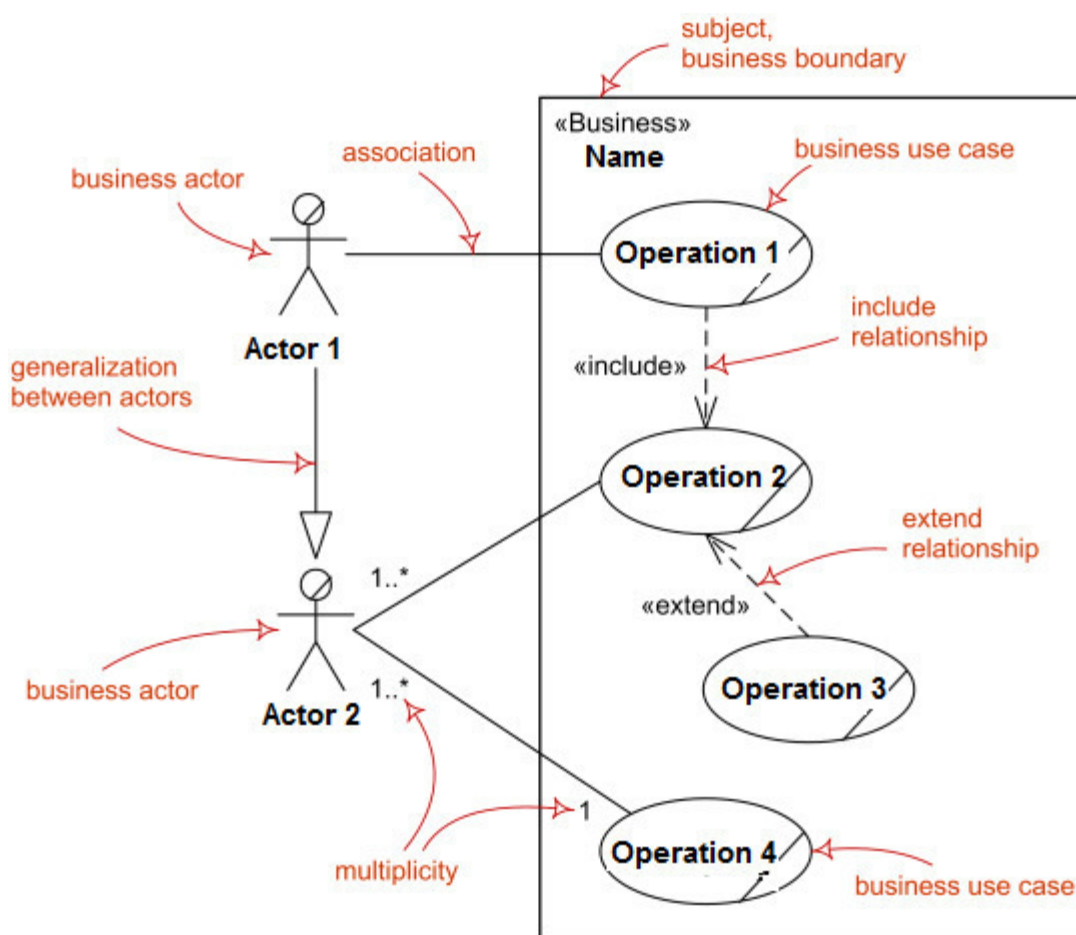 subject,
business boundary
«Business»
Name
association
business use case
business actor
Operation 1
include
relationship
Actor 1
«include»
generalization
between actors
Operation 2
extend
relationship
1..*
«extend»
business actor
1..*
Operation 3
Actor 2
1
Operation 4
multiplicity
business use case